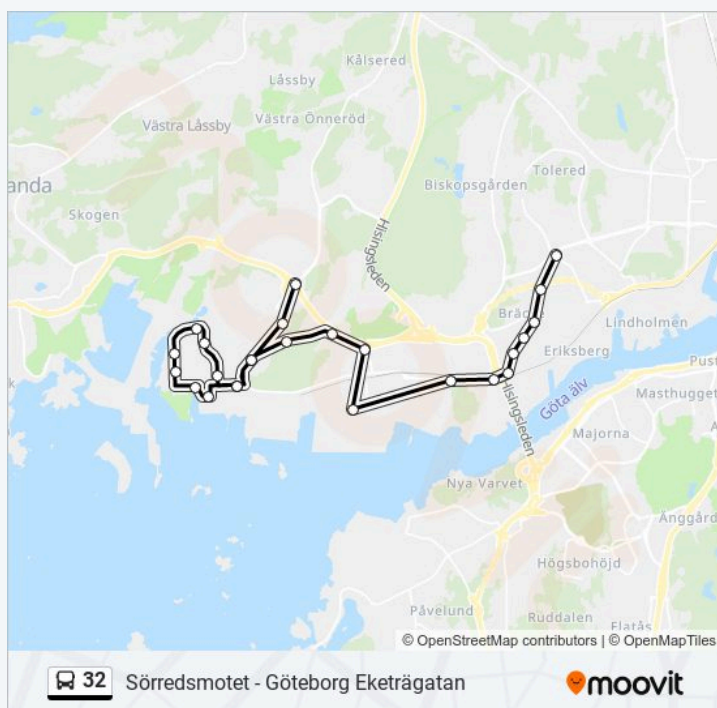 Kålsered
Låssby
Västra Önneröd
Västra Låssby
Tolered
Biskopsgården
anda
Skogen
Hisingsleden
Bräc
Lindholmen
Eriksberg
Pust
Göta älv
Masthugget
Hisingsleden
Majorna
A
k
Nya Varvet
Änggård
Högsbohöjd
Påvelund
Ruddalen
Flatås
© OpenStreetMap contributors | © OpenMapTiles
32 Sörredsmotet - Göteborg Eketrägatan
moovit